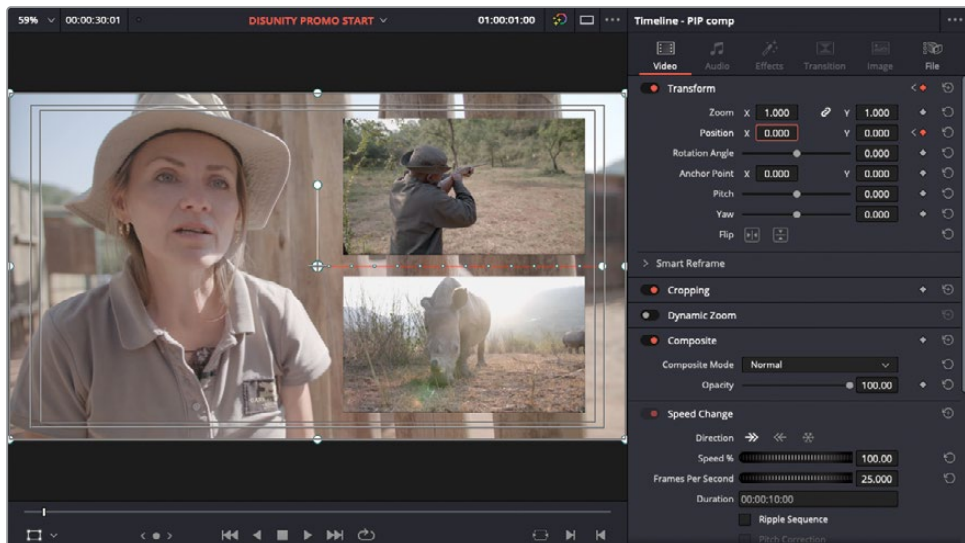 59% 00:00:30:01 DISUNITY PROMO START 01:00:01:00
Timeline - PIP comp
Video Audio Effects Transition Image File
Transform
Zoom X 1.000 Y 1.000
Position X 0.000 Y 0.000
Rotation Angle 0.000
Anchor Point X 0.000 Y 0.000
Pitch 0.000
Yaw 0.000
Flip
Smart Reframe
Cropping
Dynamic Zoom
Composite
Composite Mode Normal
Opacity 100.00
Speed Change
Direction
Speed % 100.00
Frames Per Second 25.000
Duration 00:00:10:00
Ripple Sequence
Pitch Correction